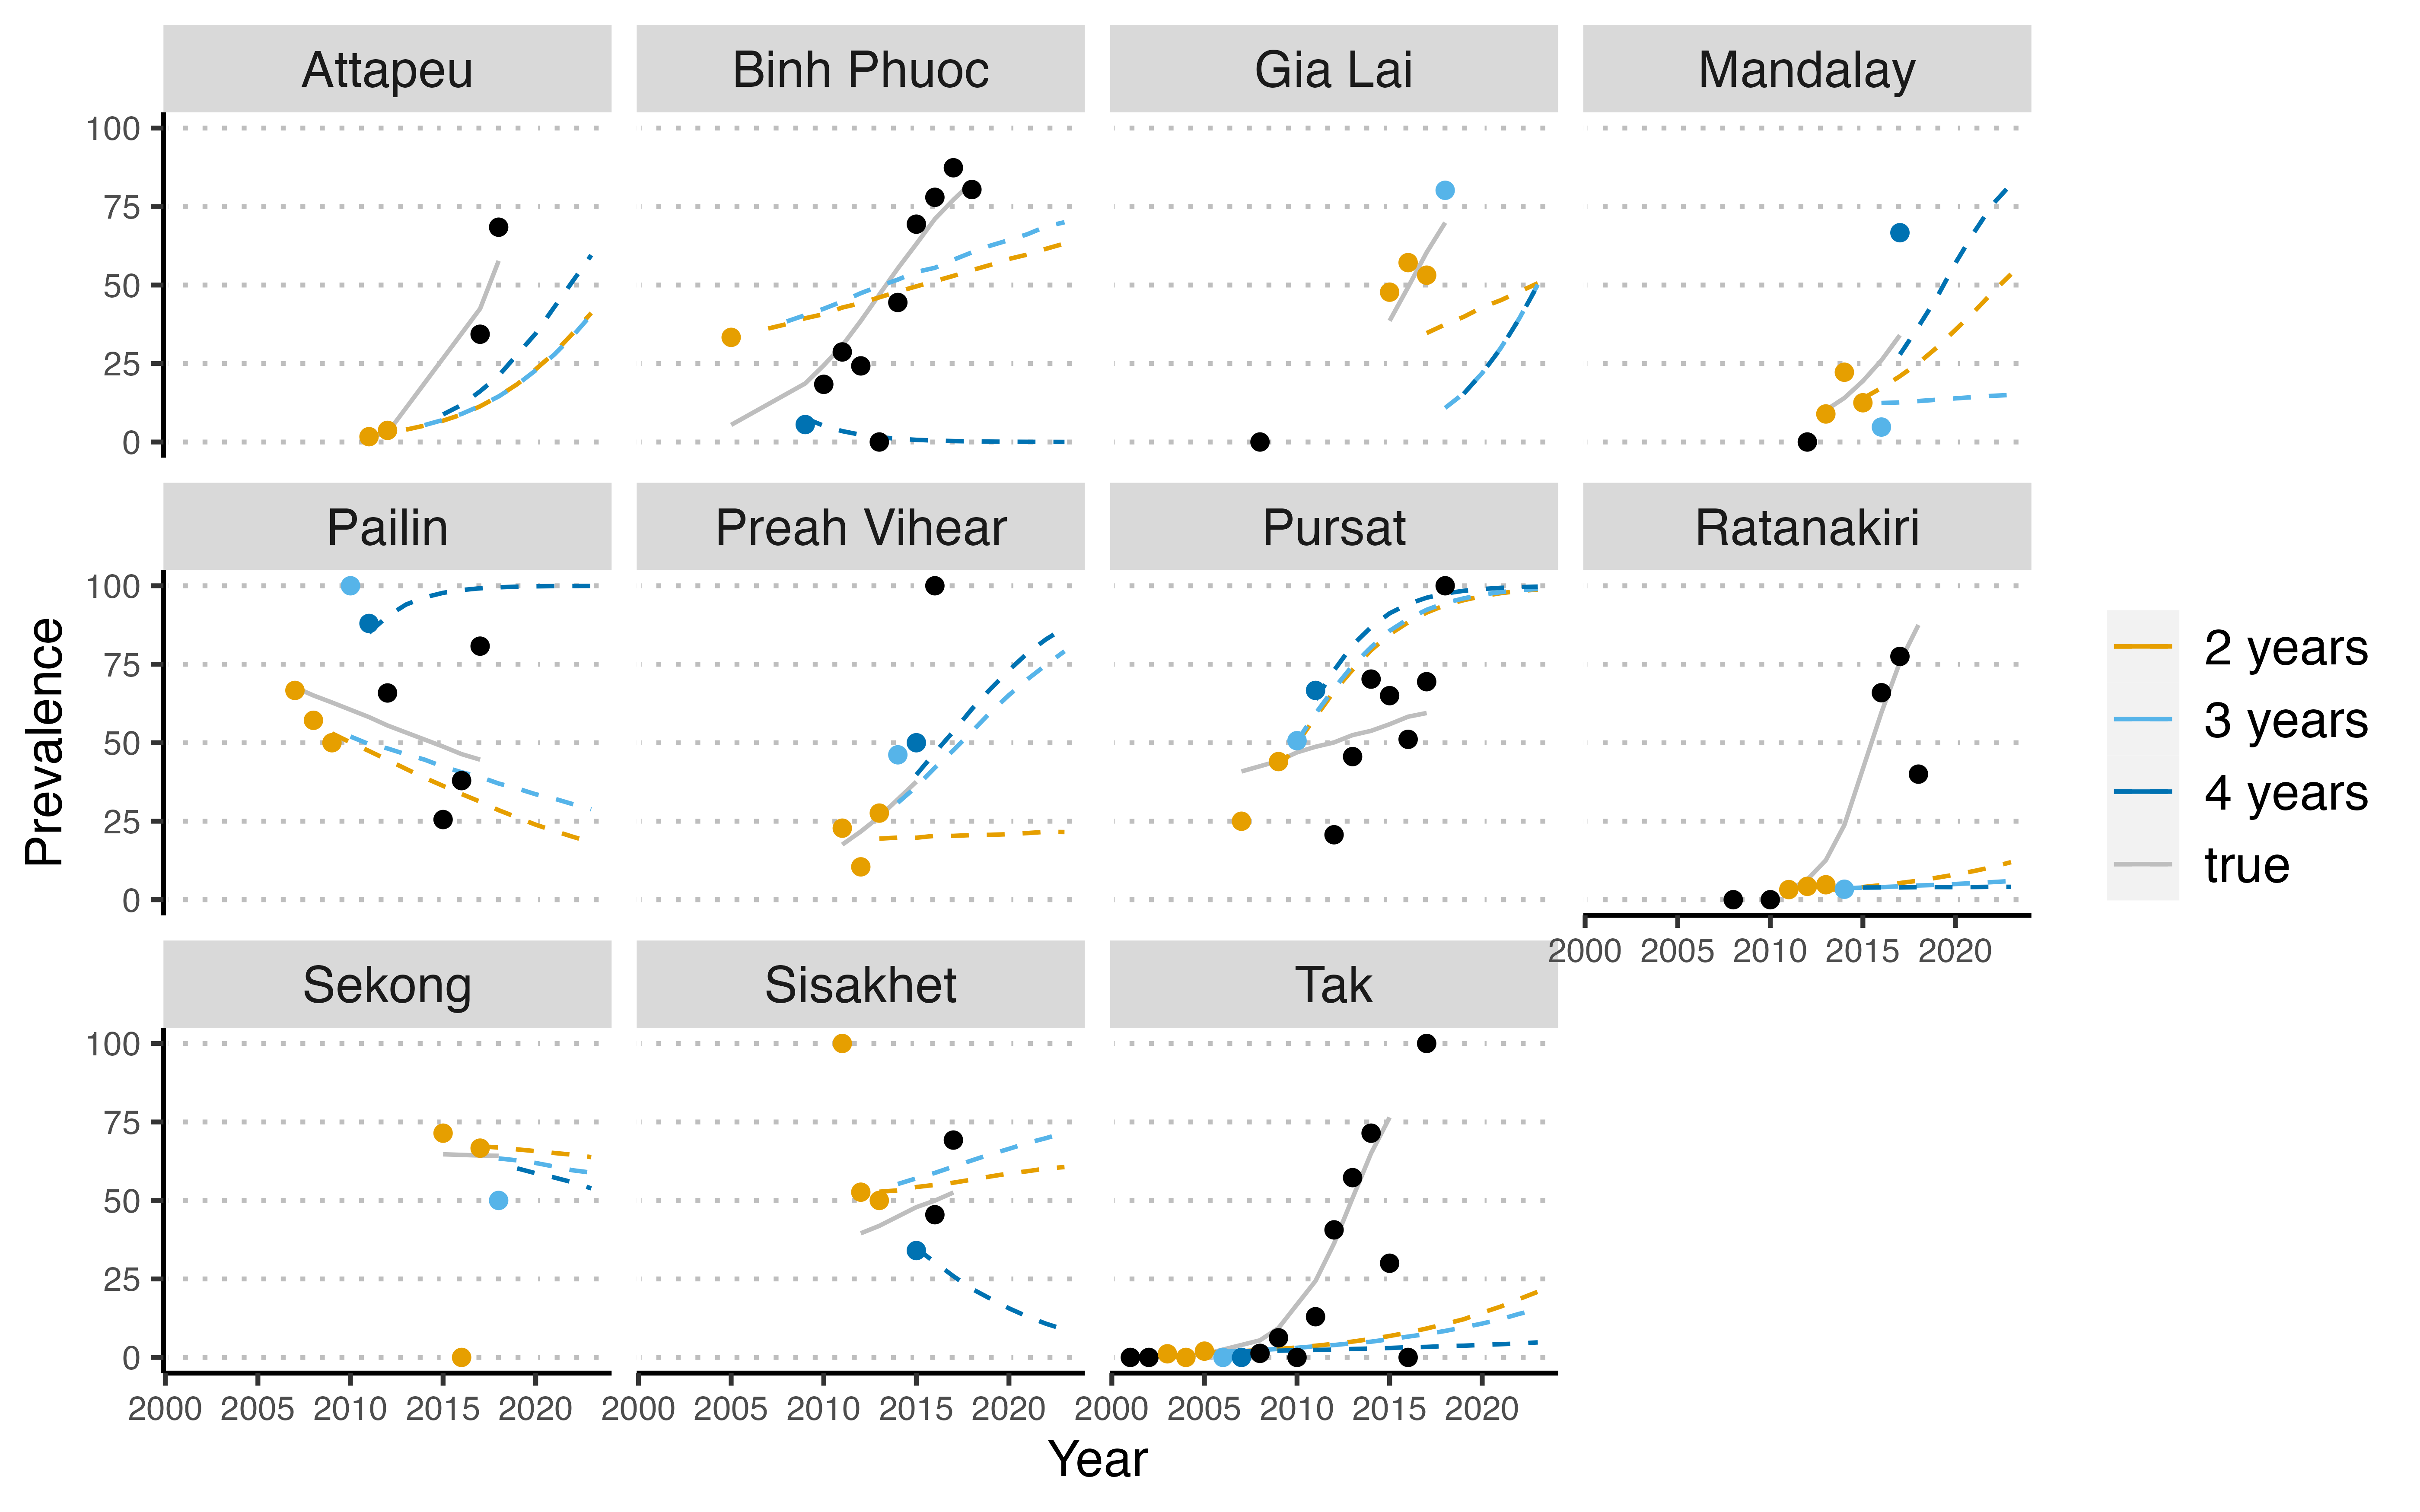 Attapeu Binh Phuoc Gia Lai Mandalay
100
75
50
25
0
Pailin Preah Vihear Pursat Ratanakiri
100
75
50
25
0
2000 2005 2010 2015 2020
Sekong Sisakhet Tak
100
75
50
25
0
2000 2005 2010 2015 2020 2000 2005 2010 2015 2020 2000 2005 2010 2015 2020
Year
Prevalence
2 years
3 years
4 years
true